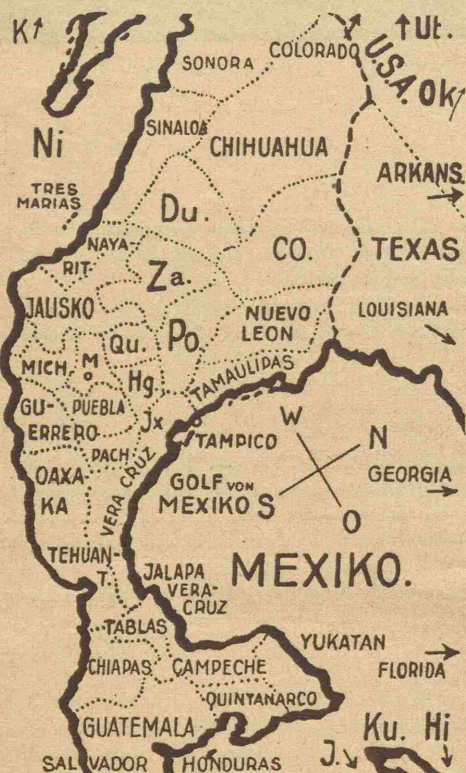 K
Ut.
COLORADO
U.S.A.
SONORA
Ok
SINALOA
Ni
CHIHUAHUA
ARKANS.
TRES
MARIAS
Du.
NAYA-
RIT
CO.
TEXAS
Za.
JALISKO
NUEVO
LEON
LOUISIANA
Qu.
Po.
M
MICH.
Hg.
TAMAULIPAS
GU-
ERRERO
PUEBLA
Jx
W
N
TAMPICO
PACH.
VERA CRUZ
GOLF VON
MEXIKO
S
O
GEORGIA
OAXA-
KA
MEXIKO.
TEHUAN-
T.
JALAPA
VERA-
CRUZ
TABLAS
YUKATAN
CHIAPAS
CAMPECHE
FLORIDA
QUINTANARCO
GUATEMALA
Ku.
Hi
J.
SALVADOR
HONDURAS